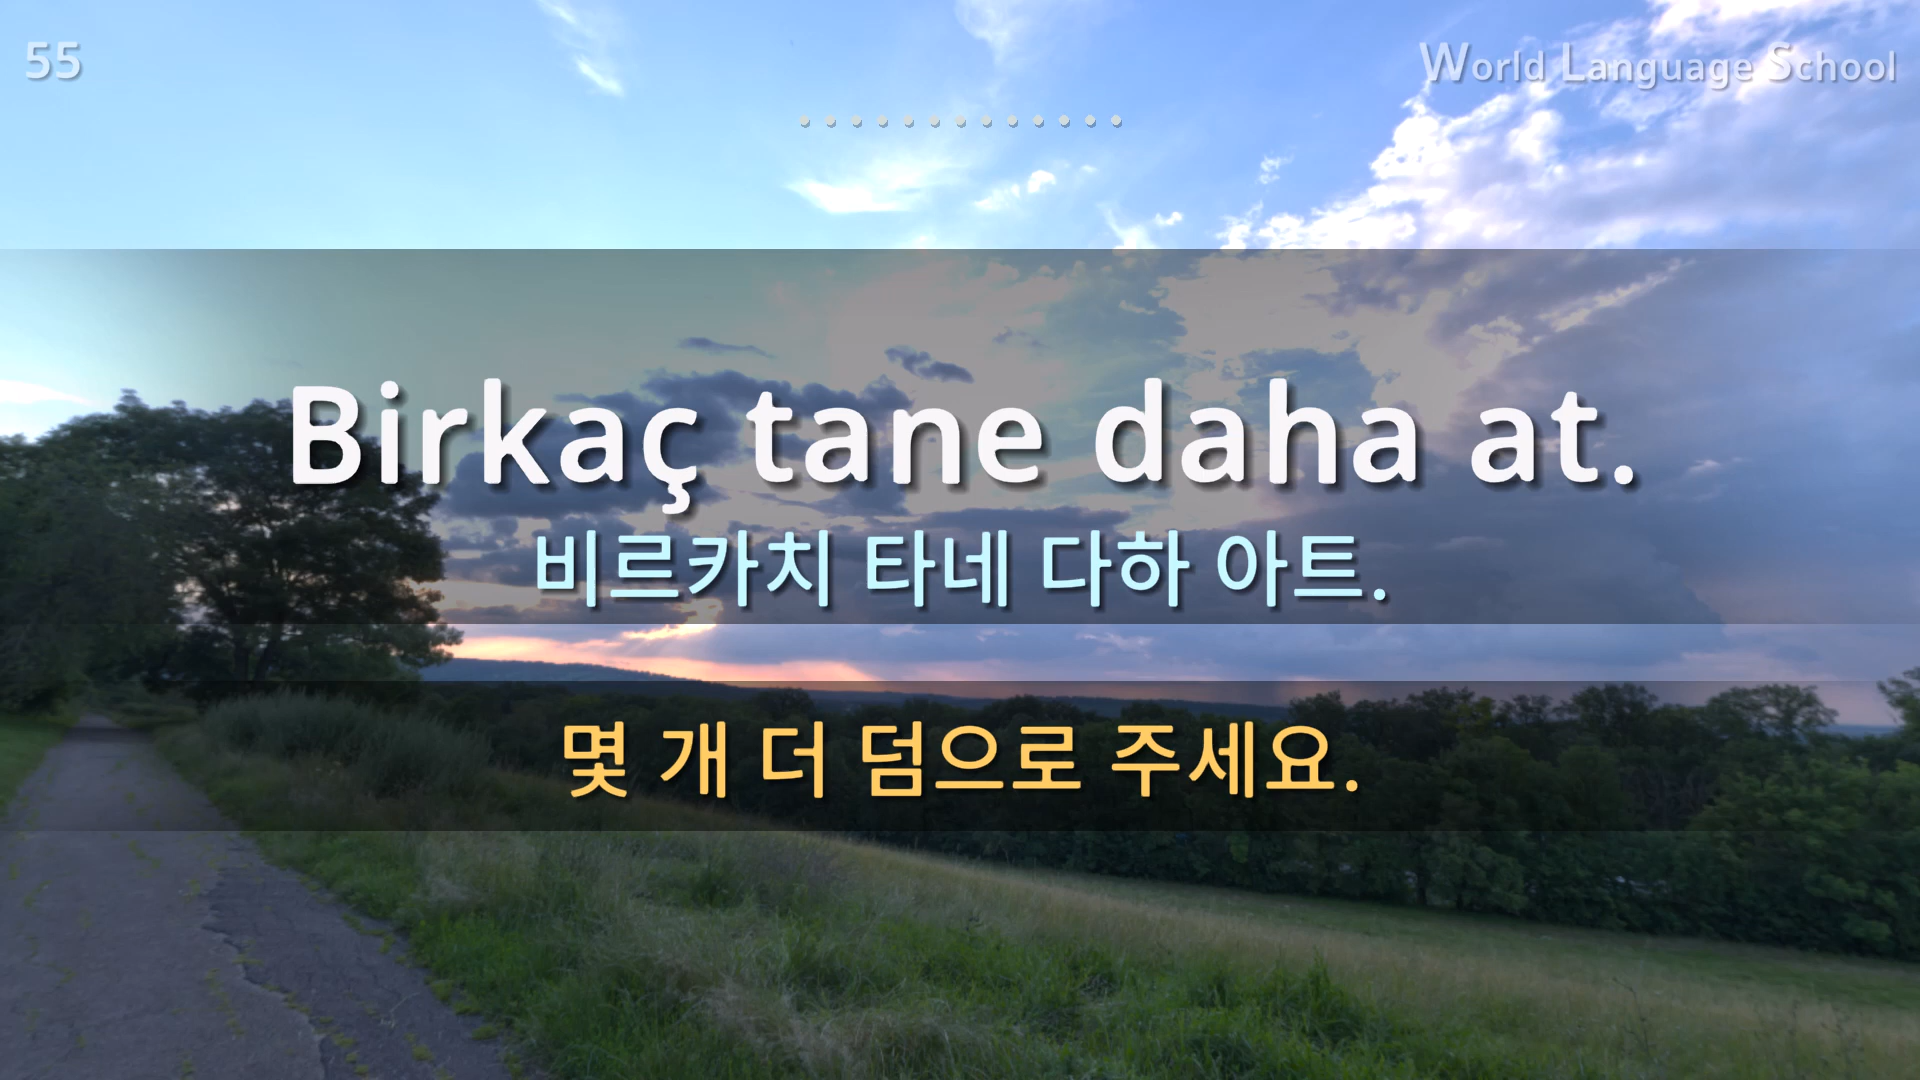 55
World Language School
Birkaç tane daha at.
비르카치 타네 다하 아트.
몇 개 더 덤으로 주세요.